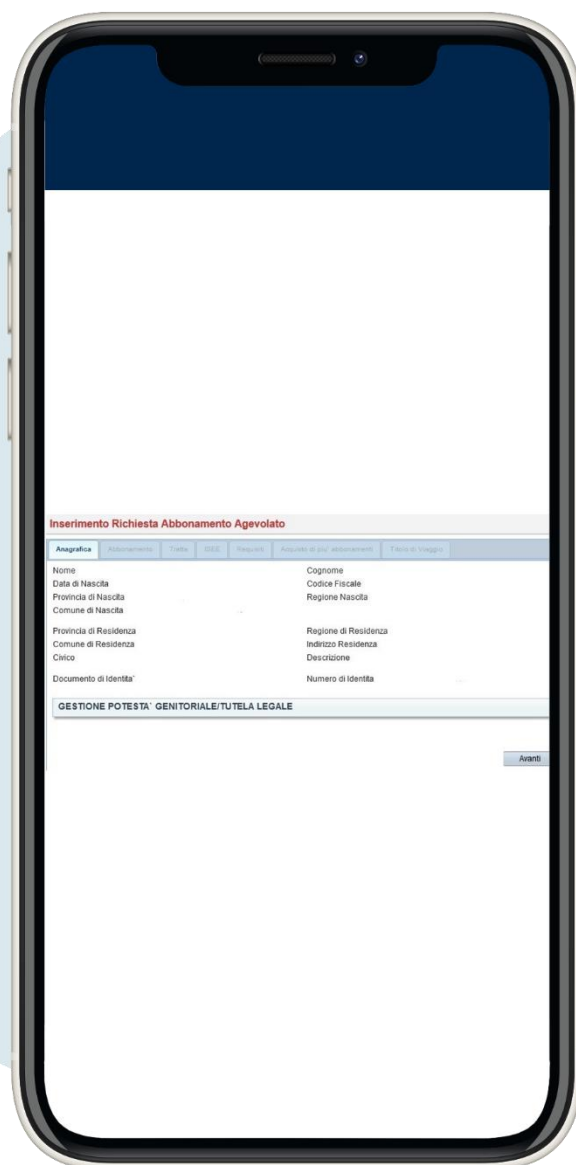 Inserimento Richiesta Abbonamento Agevolato
Anagrafica Abbonamento Tratta ISEE Requisiti Acquisto di piu' abbonamenti Titolo di Viaggio
Nome Cognome
Data di Nascita Codice Fiscale
Provincia di Nascita Regione Nascita
Comune di Nascita
Provincia di Residenza Regione di Residenza
Comune di Residenza Indirizzo Residenza
Civico Descrizione
Documento di Identita` Numero di Identita
GESTIONE POTESTA` GENITORIALE/TUTELA LEGALE
Avanti